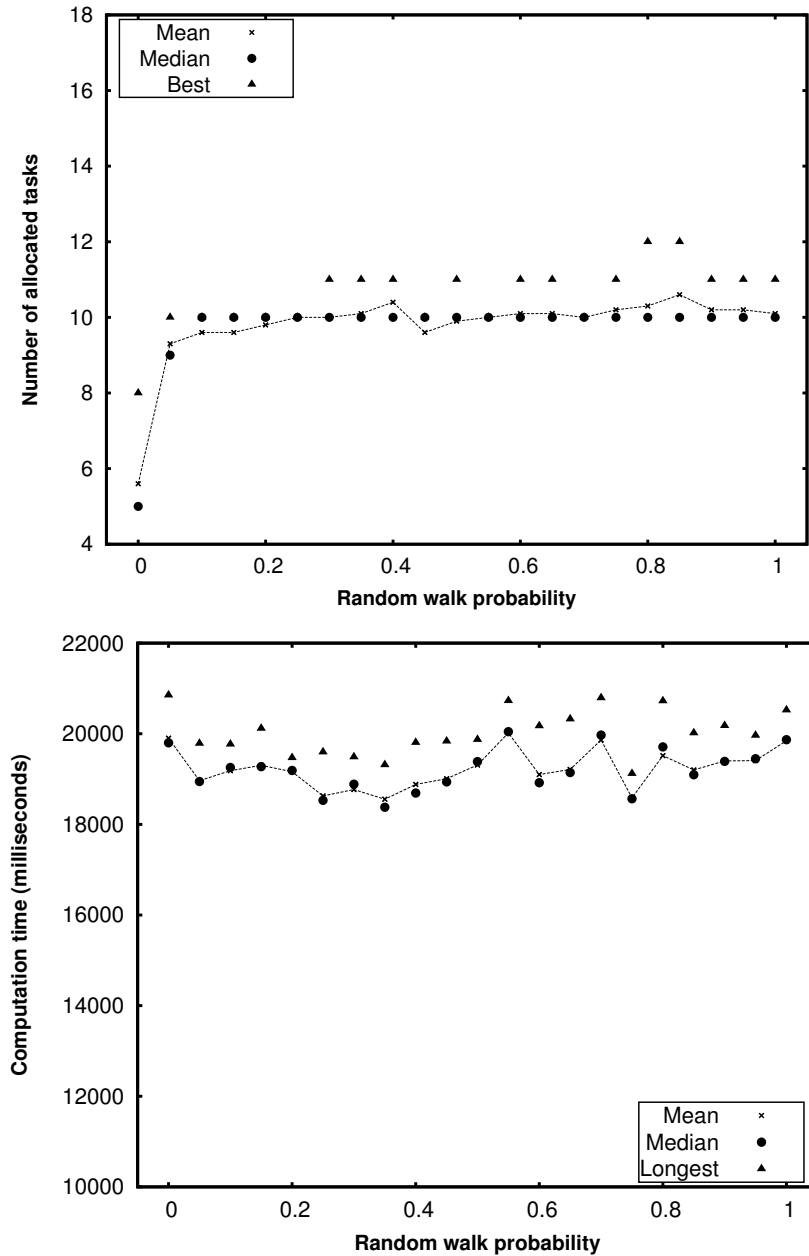 18
16
14
12
10
8
6
4
Number of allocated tasks
Mean
Median
Best
0 0.2 0.4 0.6 0.8 1
Random walk probability
22000
20000
18000
16000
14000
12000
10000
Computation time (milliseconds)
Mean
Median
Longest
0 0.2 0.4 0.6 0.8 1
Random walk probability